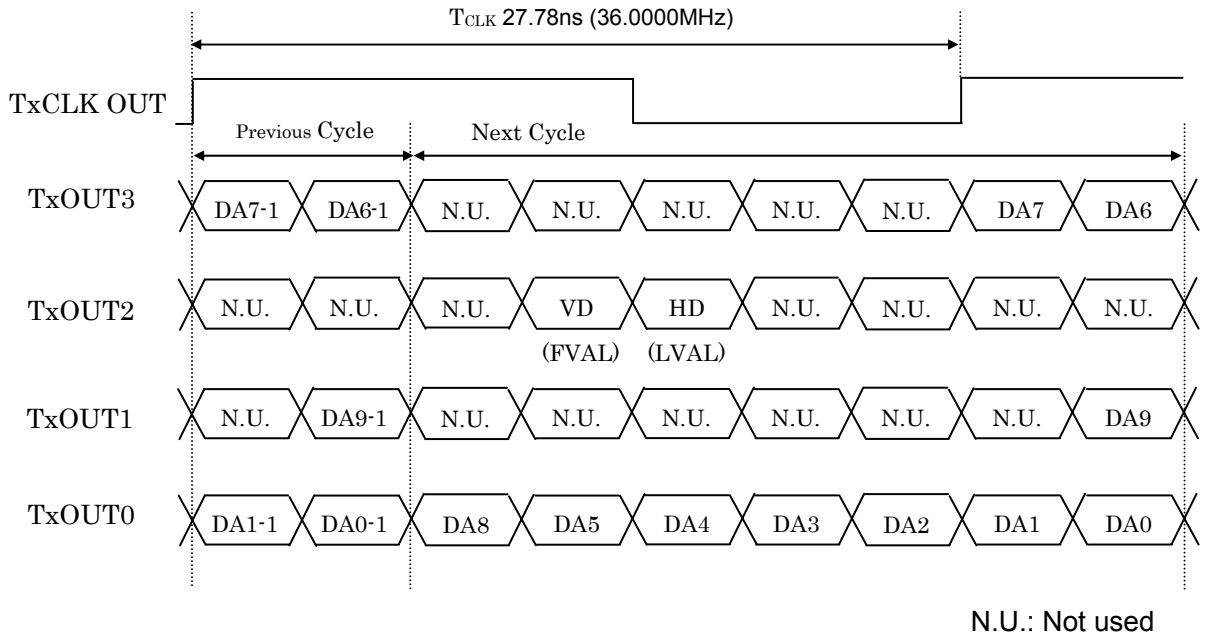 TCLK 27.78ns (36.0000MHz)
TxCLK OUT
Previous Cycle Next Cycle
TxOUT3 DA7-1 DA6-1 N.U. N.U. N.U. N.U. N.U. DA7 DA6
TxOUT2 N.U. N.U. N.U. VD HD N.U. N.U. N.U. N.U.
(FVAL) (LVAL)
TxOUT1 N.U. DA9-1 N.U. N.U. N.U. N.U. N.U. N.U. DA9
TxOUT0 DA1-1 DA0-1 DA8 DA5 DA4 DA3 DA2 DA1 DA0
N.U.: Not used